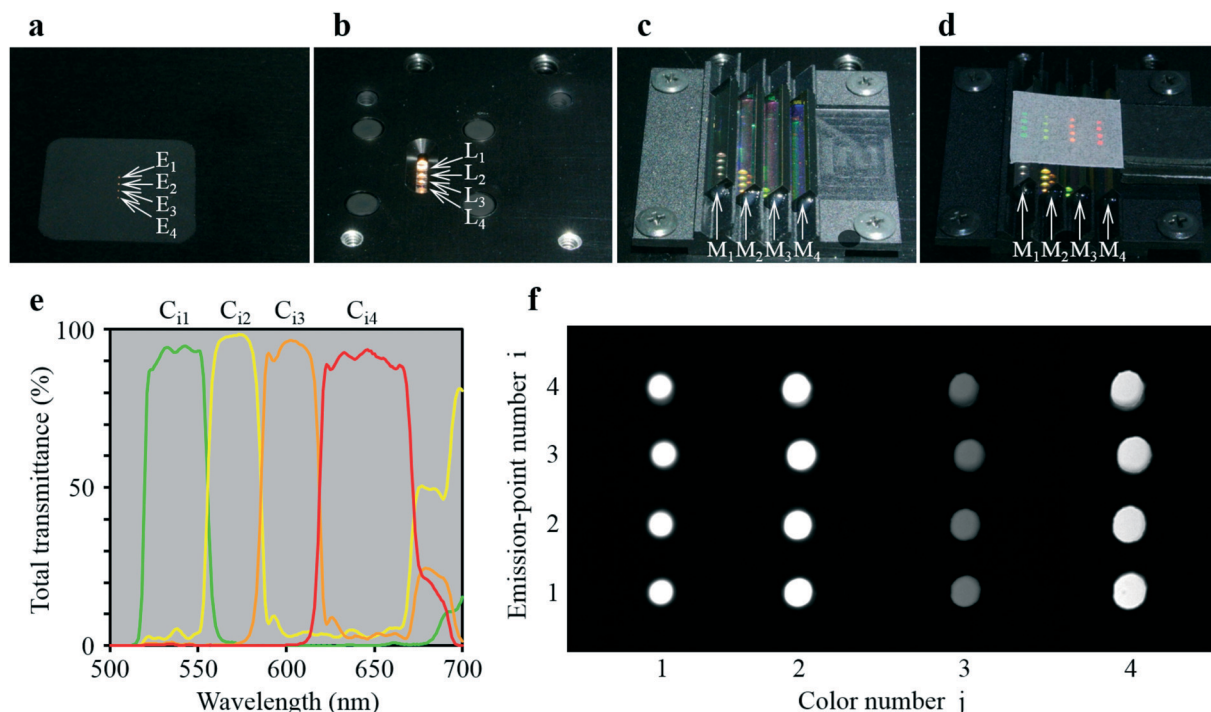 a
b
c
d
E1
E2
E3
E4
L1
L2
L3
L4
M1 M2 M3 M4
M1 M2 M3 M4
e
Ci1 Ci2 Ci3 Ci4
100
50
0
500 550 600 650 700
Total transmittance (%)
Wavelength (nm)
f
Emission-point number i
4
3
2
1
1 2 3 4
Color number j